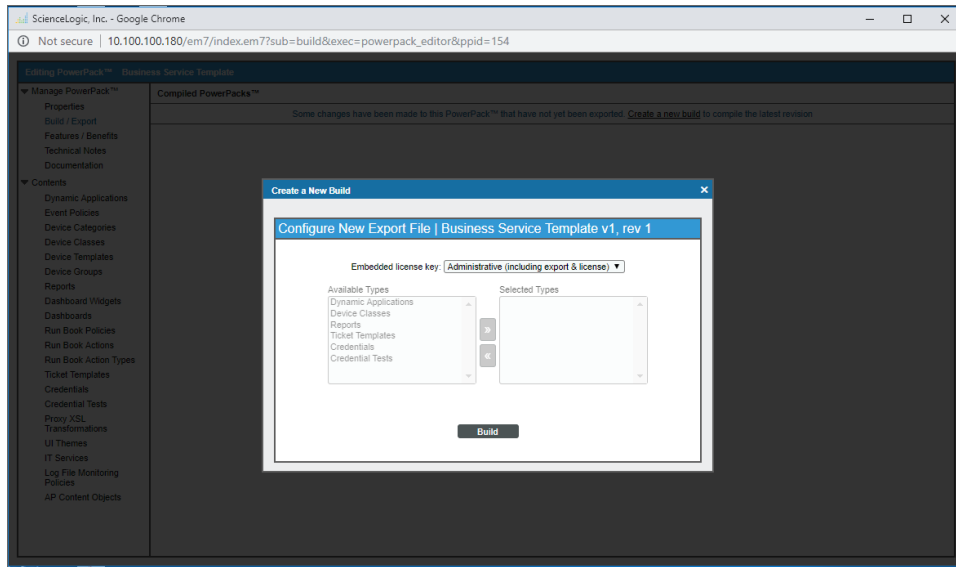 ScienceLogic, Inc. - Google Chrome
Not secure | 10.100.100.180/em7/index.em7?sub=build&exec=powerpack_editor&ppid=154
Editing PowerPack™ Business Service Template
Manage PowerPack™
Properties
Build / Export
Features / Benefits
Technical Notes
Documentation
Contents
Dynamic Applications
Event Policies
Device Categories
Device Classes
Device Templates
Device Groups
Reports
Dashboard Widgets
Dashboards
Run Book Policies
Run Book Actions
Run Book Action Types
Ticket Templates
Credentials
Credential Tests
Proxy XSL
Transformations
UI Themes
IT Services
Log File Monitoring
Policies
AP Content Objects
Compiled PowerPacks™
Some changes have been made to this PowerPack™ that have not yet been exported. Create a new build to compile the latest revision
Create a New Build
Configure New Export File | Business Service Template v1, rev 1
Embedded license key: Administrative (including export & license)
Available Types
Dynamic Applications
Device Classes
Reports
Ticket Templates
Credentials
Credential Tests
Selected Types
Build